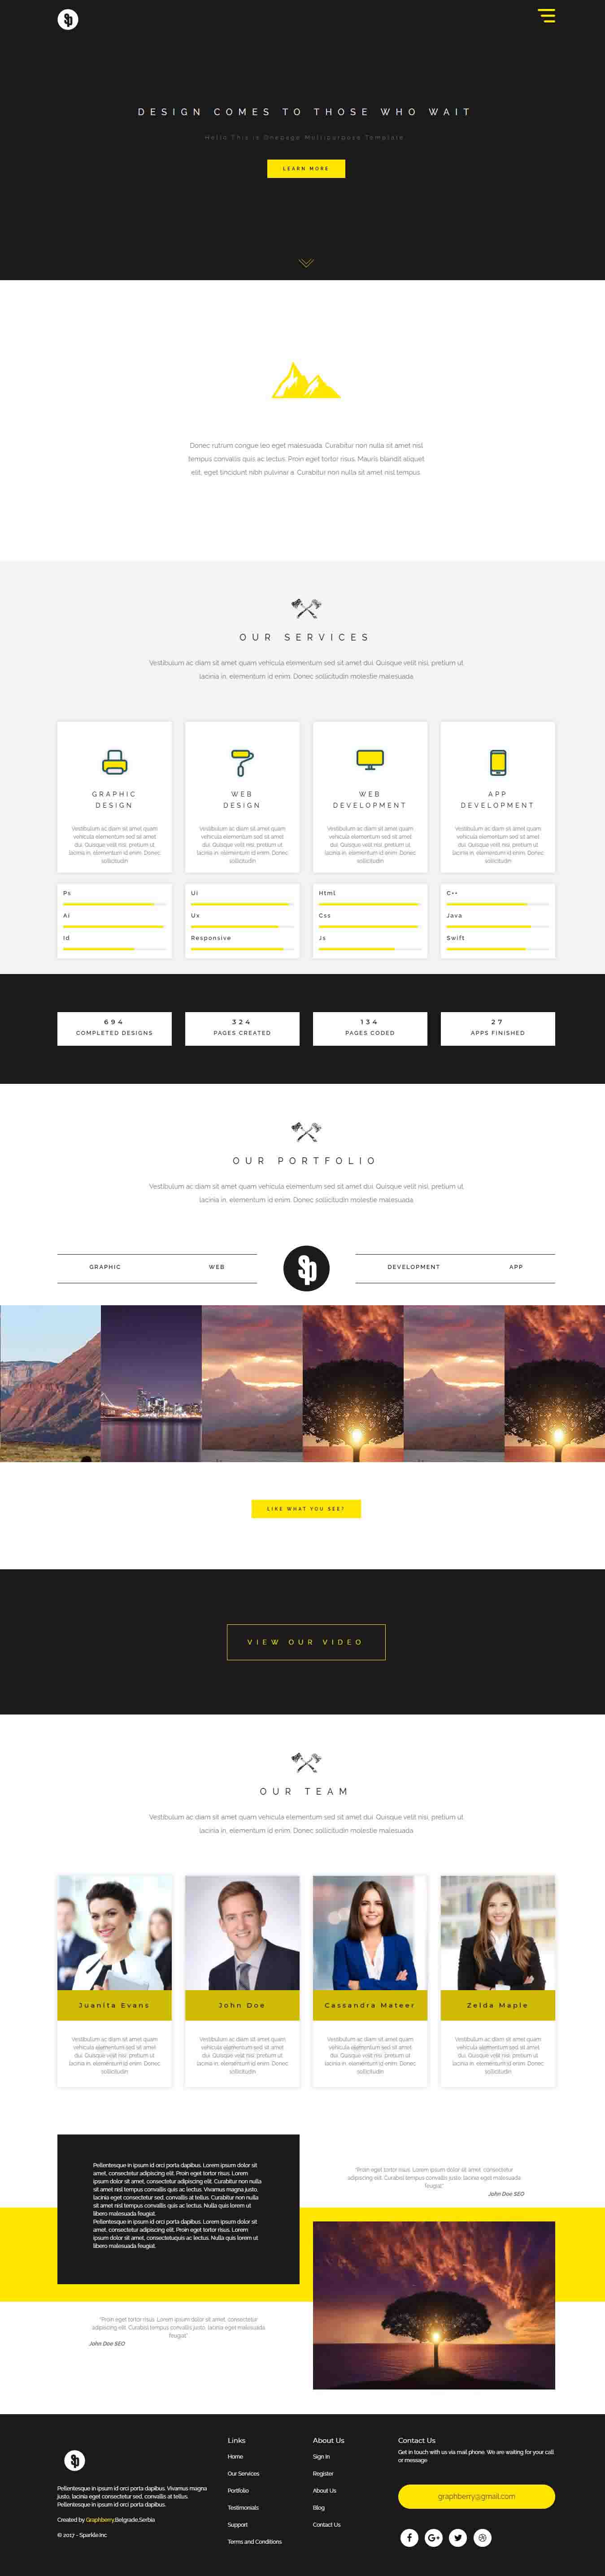 SP
DESIGN COMES TO THOSE WHO WAIT
Hello This is Onepage Multipurpose Template
LEARN MORE
Donec rutrum congue leo eget malesuada. Curabitur non nulla sit amet nisl
tempus convallis quis ac lectus. Proin eget tortor risus. Mauris blandit aliquet
elit, eget tincidunt nibh pulvinar a. Curabitur non nulla sit amet nisl tempus.
OUR SERVICES
Vestibulum ac diam sit amet quam vehicula elementum sed sit amet dui. Quisque velit nisi, pretium ut
lacinia in, elementum id enim. Donec sollicitudin molestie malesuada.
GRAPHIC
DESIGN
Vestibulum ac diam sit amet quam
vehicula elementum sed sit amet
dui. Quisque velit nisi, pretium ut
lacinia in, elementum id enim. Donec
sollicitudin
WEB
DESIGN
Vestibulum ac diam sit amet quam
vehicula elementum sed sit amet
dui. Quisque velit nisi, pretium ut
lacinia in, elementum id enim. Donec
sollicitudin
WEB
DEVELOPMENT
Vestibulum ac diam sit amet quam
vehicula elementum sed sit amet
dui. Quisque velit nisi, pretium ut
lacinia in, elementum id enim. Donec
sollicitudin
APP
DEVELOPMENT
Vestibulum ac diam sit amet quam
vehicula elementum sed sit amet
dui. Quisque velit nisi, pretium ut
lacinia in, elementum id enim. Donec
sollicitudin
Ps
Ai
Id
Ui
Ux
Responsive
Html
Css
Js
C++
Java
Swift
694
COMPLETED DESIGNS
324
PAGES CREATED
134
PAGES CODED
27
APPS FINISHED
OUR PORTFOLIO
Vestibulum ac diam sit amet quam vehicula elementum sed sit amet dui. Quisque velit nisi, pretium ut
lacinia in, elementum id enim. Donec sollicitudin molestie malesuada.
GRAPHIC
WEB
SP
DEVELOPMENT
APP
LIKE WHAT YOU SEE?
VIEW OUR VIDEO
OUR TEAM
Vestibulum ac diam sit amet quam vehicula elementum sed sit amet dui. Quisque velit nisi, pretium ut
lacinia in, elementum id enim. Donec sollicitudin molestie malesuada.
Juanita Evans
Vestibulum ac diam sit amet quam
vehicula elementum sed sit amet
dui. Quisque velit nisi, pretium ut
lacinia in, elementum id enim. Donec
sollicitudin
John Doe
Vestibulum ac diam sit amet quam
vehicula elementum sed sit amet
dui. Quisque velit nisi, pretium ut
lacinia in, elementum id enim. Donec
sollicitudin
Cassandra Mateer
Vestibulum ac diam sit amet quam
vehicula elementum sed sit amet
dui. Quisque velit nisi, pretium ut
lacinia in, elementum id enim. Donec
sollicitudin
Zelda Maple
Vestibulum ac diam sit amet quam
vehicula elementum sed sit amet
dui. Quisque velit nisi, pretium ut
lacinia in, elementum id enim. Donec
sollicitudin
Pellentesque in ipsum id orci porta dapibus. Lorem ipsum dolor sit
amet, consectetur adipiscing elit. Proin eget tortor risus. Lorem
ipsum dolor sit amet, consectetur adipiscing elit. Curabitur non nulla
sit amet nisl tempus convallis quis ac lectus. Vivamus magna justo,
lacinia eget consectetur sed, convallis at tellus. Curabitur non nulla
sit amet nisl tempus convallis quis ac lectus. Nulla quis lorem ut
libero malesuada feugiat.
Pellentesque in ipsum id orci porta dapibus. Lorem ipsum dolor sit
amet, consectetur adipiscing elit. Proin eget tortor risus. Lorem
ipsum dolor sit amet, consectetuquis ac lectus. Nulla quis lorem ut
libero malesuada feugiat.
"Proin eget tortor risus. Lorem ipsum dolor sit amet, consectetur
adipiscing elit. Curabitpus convallis justo, lacinia eget malesuada
feugiat"
John Doe SEO
"Proin eget tortor risus. Lorem ipsum dolor sit amet, consectetur
adipiscing elit. Curabitpus convallis justo, lacinia eget malesuada
feugiat"
John Doe SEO
SP
Pellentesque in ipsum id orci porta dapibus. Vivamus magna
justo, lacinia eget consectetur sed, convallis at tellus.
Pellentesque in ipsum id orci porta dapibus.
Created by Graphberry,Belgrade,Serbia
© 2017 - Sparkle.Inc
Links
Home
Our Services
Portfolio
Testimonials
Support
Terms and Conditions
About Us
Sign In
Register
About Us
Blog
Contact Us
Contact Us
Get in touch with us via mail phone. We are waiting for your call
or message
graphberry@gmail.com
f
G+